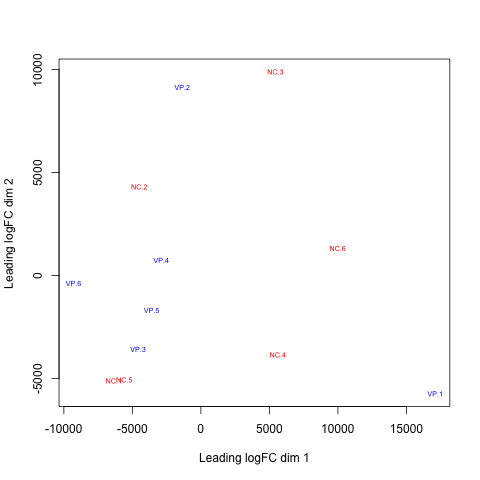 10000
5000
0
-5000
Leading logFC dim 2
NC.3
VP.2
NC.2
NC.6
VP.4
VP.6
VP.5
VP.3
NC.4
NC.5
VP.1
-10000 -5000 0 5000 10000 15000
Leading logFC dim 1